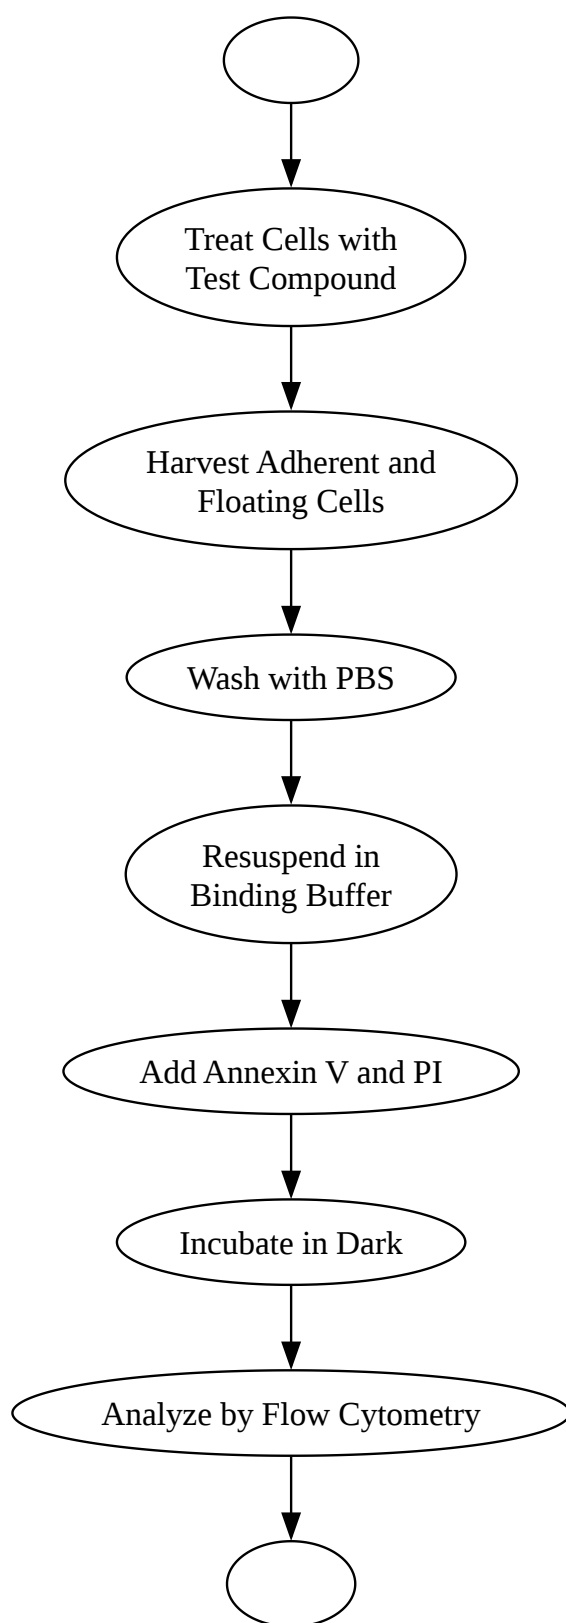 Treat Cells with
Test Compound
Harvest Adherent and
Floating Cells
Wash with PBS
Resuspend in
Binding Buffer
Add Annexin V and PI
Incubate in Dark
Analyze by Flow Cytometry